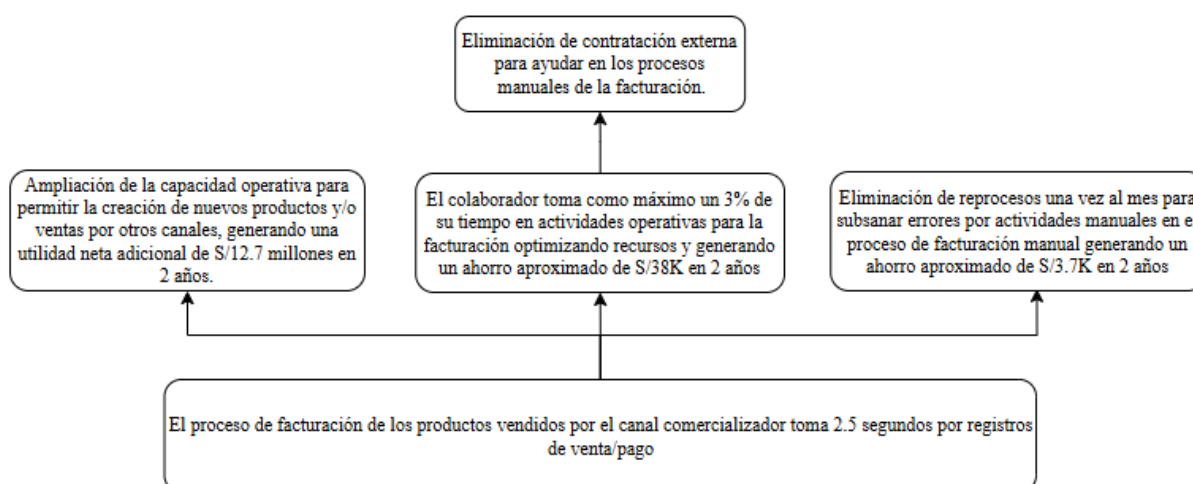 Eliminación de contratación externa
para ayudar en los procesos
manuales de la facturación.
Ampliación de la capacidad operativa para
permitir la creación de nuevos productos y/o
ventas por otros canales, generando una
utilidad neta adicional de S/12.7 millones en
2 años.
El colaborador toma como máximo un 3% de
su tiempo en actividades operativas para la
facturación optimizando recursos y generando
un ahorro aproximado de S/38K en 2 años
Eliminación de reprocesos una vez al mes para
subsanar errores por actividades manuales en e
proceso de facturación manual generando un
ahorro aproximado de S/3.7K en 2 años
El proceso de facturación de los productos vendidos por el canal comercializador toma 2.5 segundos por registros
de venta/pago